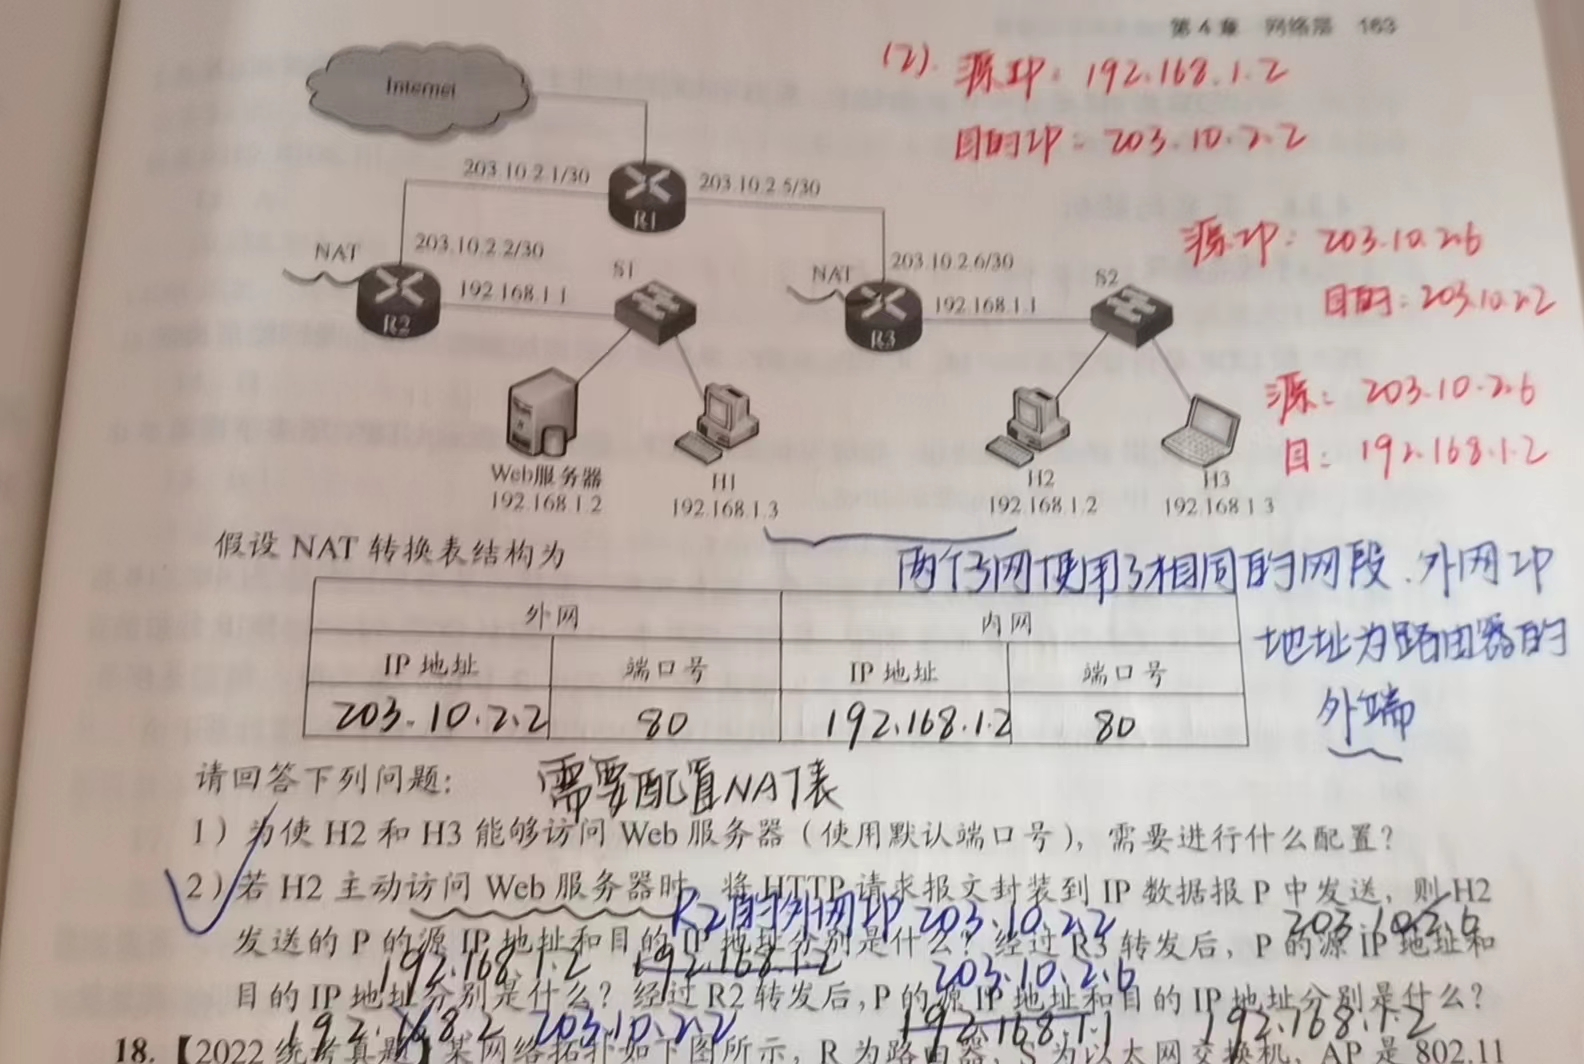 第4章 网络层 163
(2). 源IP: 192.168.1.2
目的IP: 203.10.2.2
Internet
203.10.2.1/30
203.10.2.5/30
R1
源IP: 203.10.2.6
目的: 203.10.2.2
NAT
203.10.2.2/30
S1
NAT
203.10.2.6/30
S2
192.168.1.1
192.168.1.1
R2
R3
源: 203.10.2.6
目: 192.168.1.2
Web服务器
192.168.1.2
H1
192.168.1.3
H2
192.168.1.2
H3
192.168.1.3
假设 NAT 转换表结构为
两个子网使用了相同的网段、外网IP
地址为路由器的
外端
外网
内网
IP 地址
端口号
IP 地址
端口号
203.10.2.2
80
192.168.1.2
80
请回答下列问题:
需要配置NAT表
1) 为使 H2 和 H3 能够访问 Web 服务器(使用默认端口号),需要进行什么配置?
2) 若 H2 主动访问 Web 服务器时,将 HTTP 请求报文封装到 IP 数据报 P 中发送,则 H2
R2的外网IP 203.10.2.2
203.10.2.6
发送的 P 的源 IP 地址和目的 IP 地址分别是什么?经过 R3 转发后,P 的源 IP 地址和
192.168.1.2
192.168.1.2
203.10.2.6
目的 IP 地址分别是什么?经过 R2 转发后,P 的源 IP 地址和目的 IP 地址分别是什么?
192.168.2
203.10.2.2
192.168.1.1
192.168.1.2
18.【2022 统考真题】某网络拓扑如下图所示,R 为路由器,S 为以太网交换机,AP 是 802.11